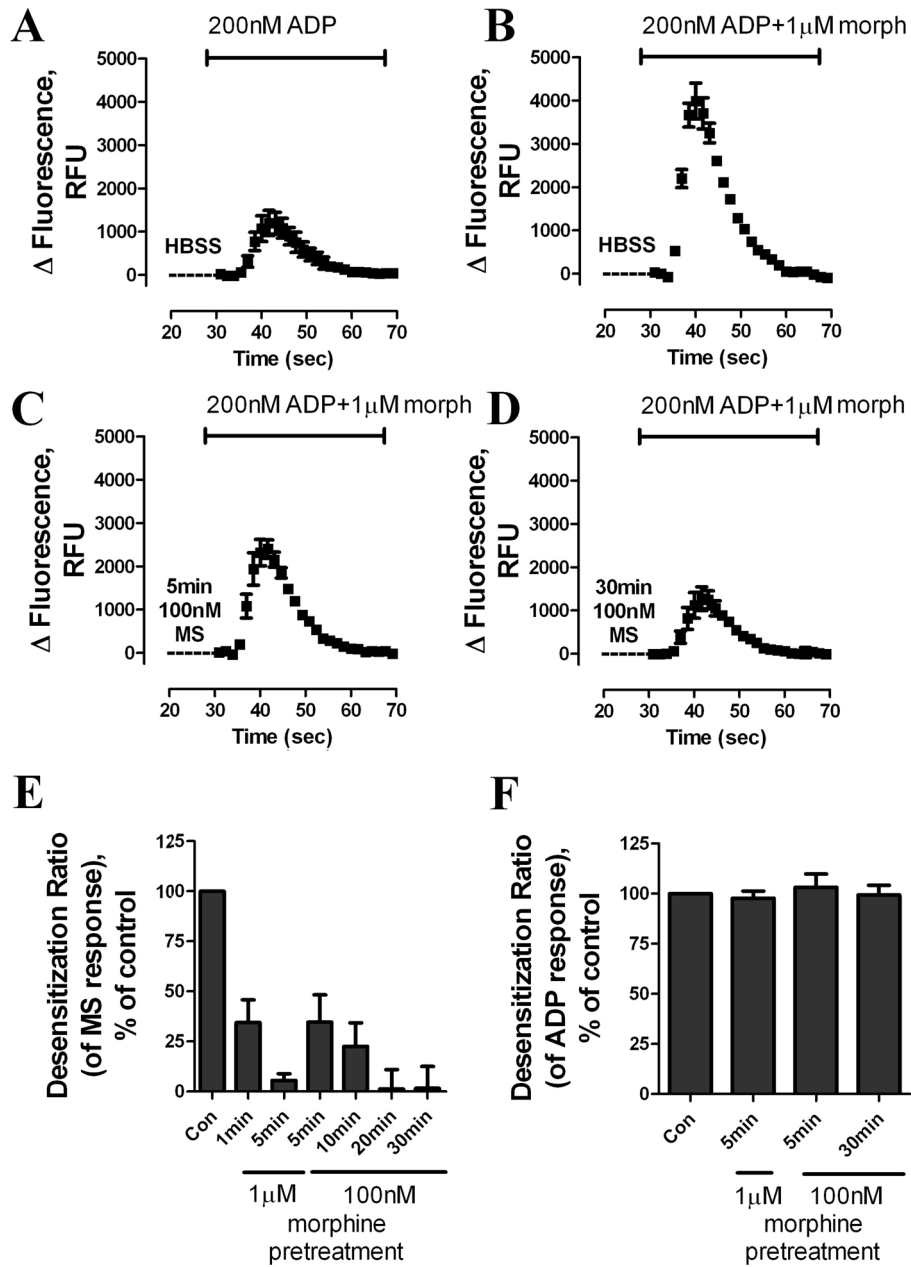 A
200nM ADP
Δ Fluorescence,
RFU
5000
4000
3000
2000
1000
0
HBSS
20 30 40 50 60 70
Time (sec)
B
200nM ADP+1μM morph
Δ Fluorescence,
RFU
5000
4000
3000
2000
1000
0
HBSS
20 30 40 50 60 70
Time (sec)
C
200nM ADP+1μM morph
Δ Fluorescence,
RFU
5000
4000
3000
2000
1000
0
5min
100nM
MS
20 30 40 50 60 70
Time (sec)
D
200nM ADP+1μM morph
Δ Fluorescence,
RFU
5000
4000
3000
2000
1000
0
30min
100nM
MS
20 30 40 50 60 70
Time (sec)
E
Desensitization Ratio
(of MS response),
% of control
125
100
75
50
25
0
Con 1min 5min 5min 10min 20min 30min
1μM 100nM
morphine
pretreatment
F
Desensitization Ratio
(of ADP response),
% of control
125
100
75
50
25
0
Con 5min 5min 30min
1μM 100nM
morphine
pretreatment